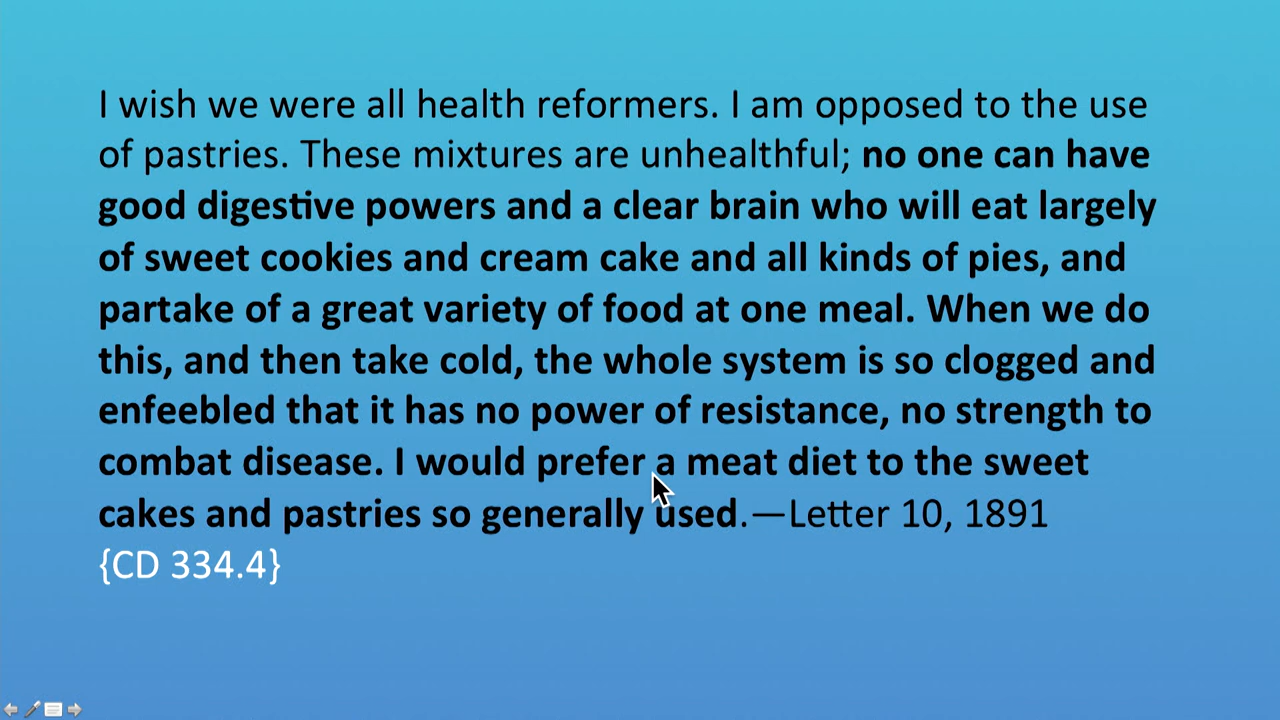 I wish we were all health reformers. I am opposed to the use
of pastries. These mixtures are unhealthful; no one can have
good digestive powers and a clear brain who will eat largely
of sweet cookies and cream cake and all kinds of pies, and
partake of a great variety of food at one meal. When we do
this, and then take cold, the whole system is so clogged and
enfeebled that it has no power of resistance, no strength to
combat disease. I would prefer a meat diet to the sweet
cakes and pastries so generally used.—Letter 10, 1891
{CD 334.4}